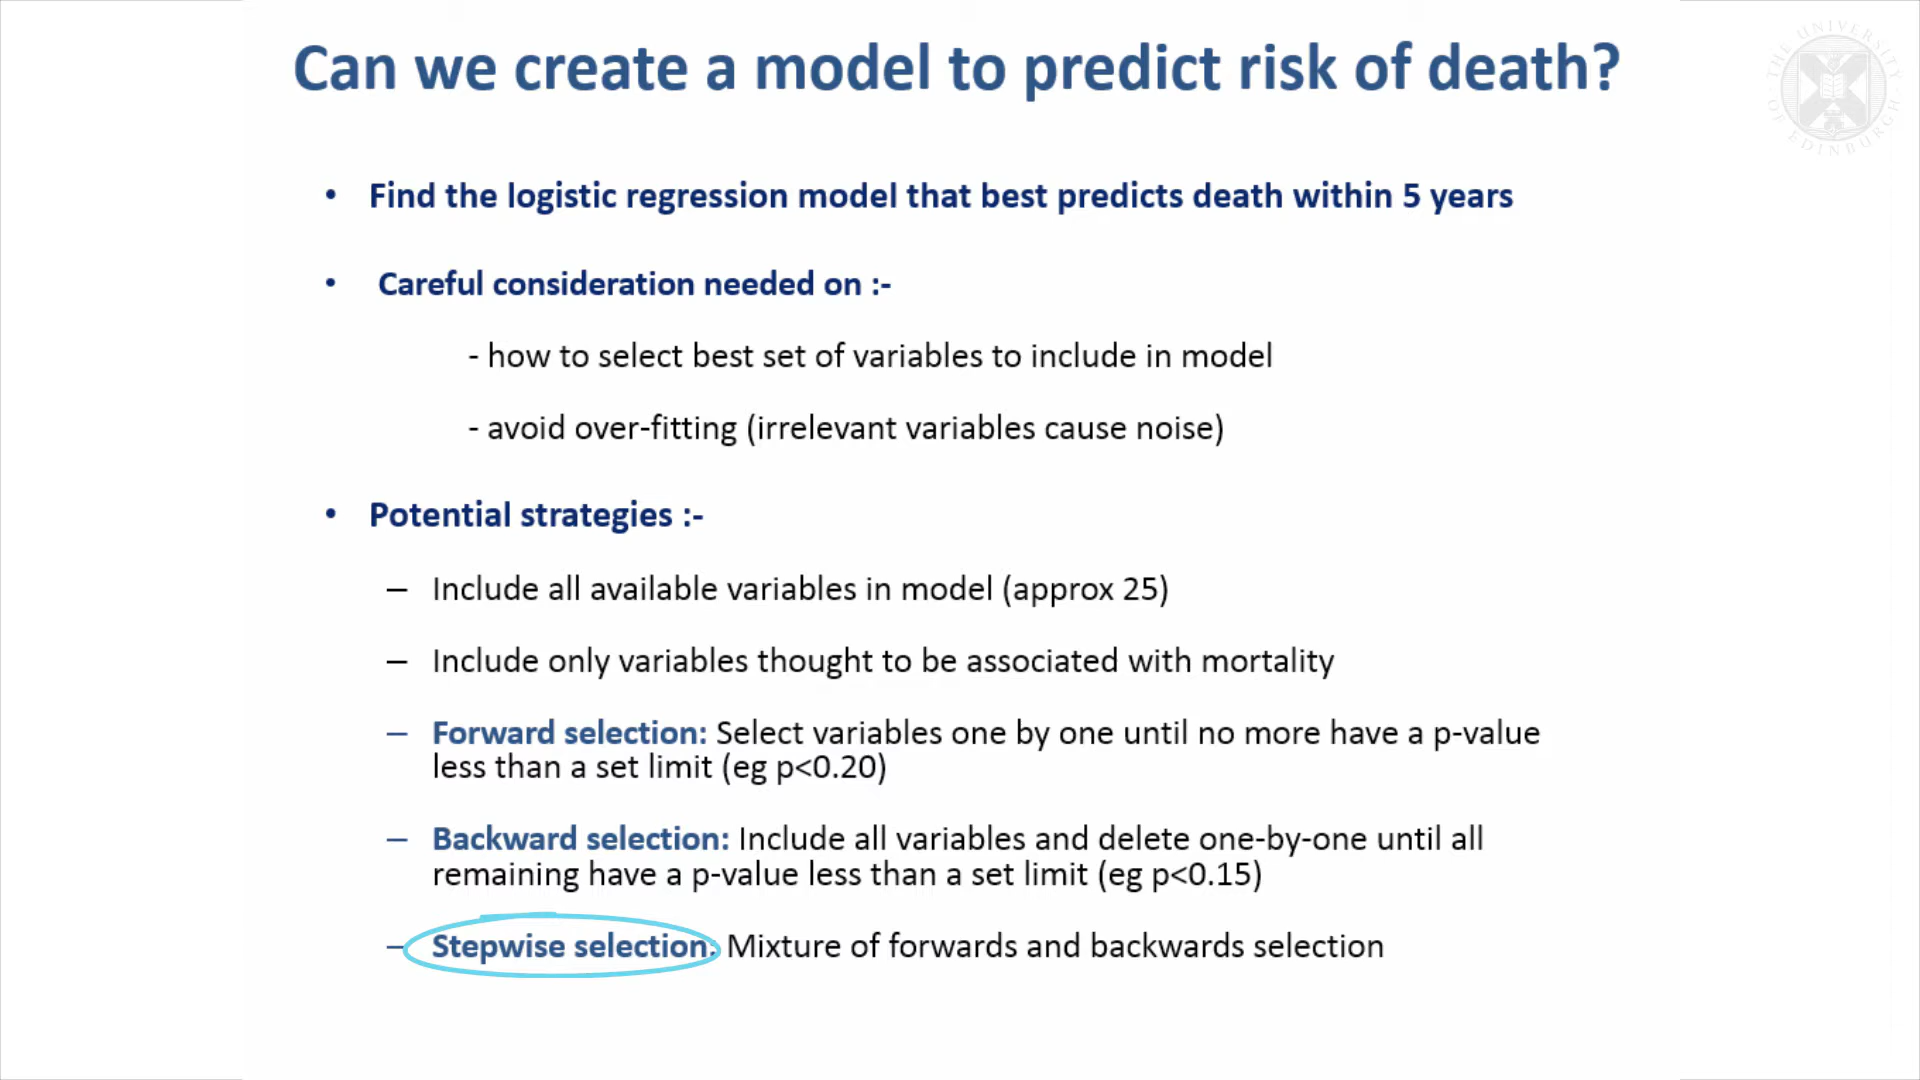 Can we create a model to predict risk of death?
THE UNIVERSITY OF EDINBURGH
• Find the logistic regression model that best predicts death within 5 years
• Careful consideration needed on :-
- how to select best set of variables to include in model
- avoid over-fitting (irrelevant variables cause noise)
• Potential strategies :-
– Include all available variables in model (approx 25)
– Include only variables thought to be associated with mortality
– Forward selection: Select variables one by one until no more have a p-value
less than a set limit (eg p<0.20)
– Backward selection: Include all variables and delete one-by-one until all
remaining have a p-value less than a set limit (eg p<0.15)
– Stepwise selection: Mixture of forwards and backwards selection